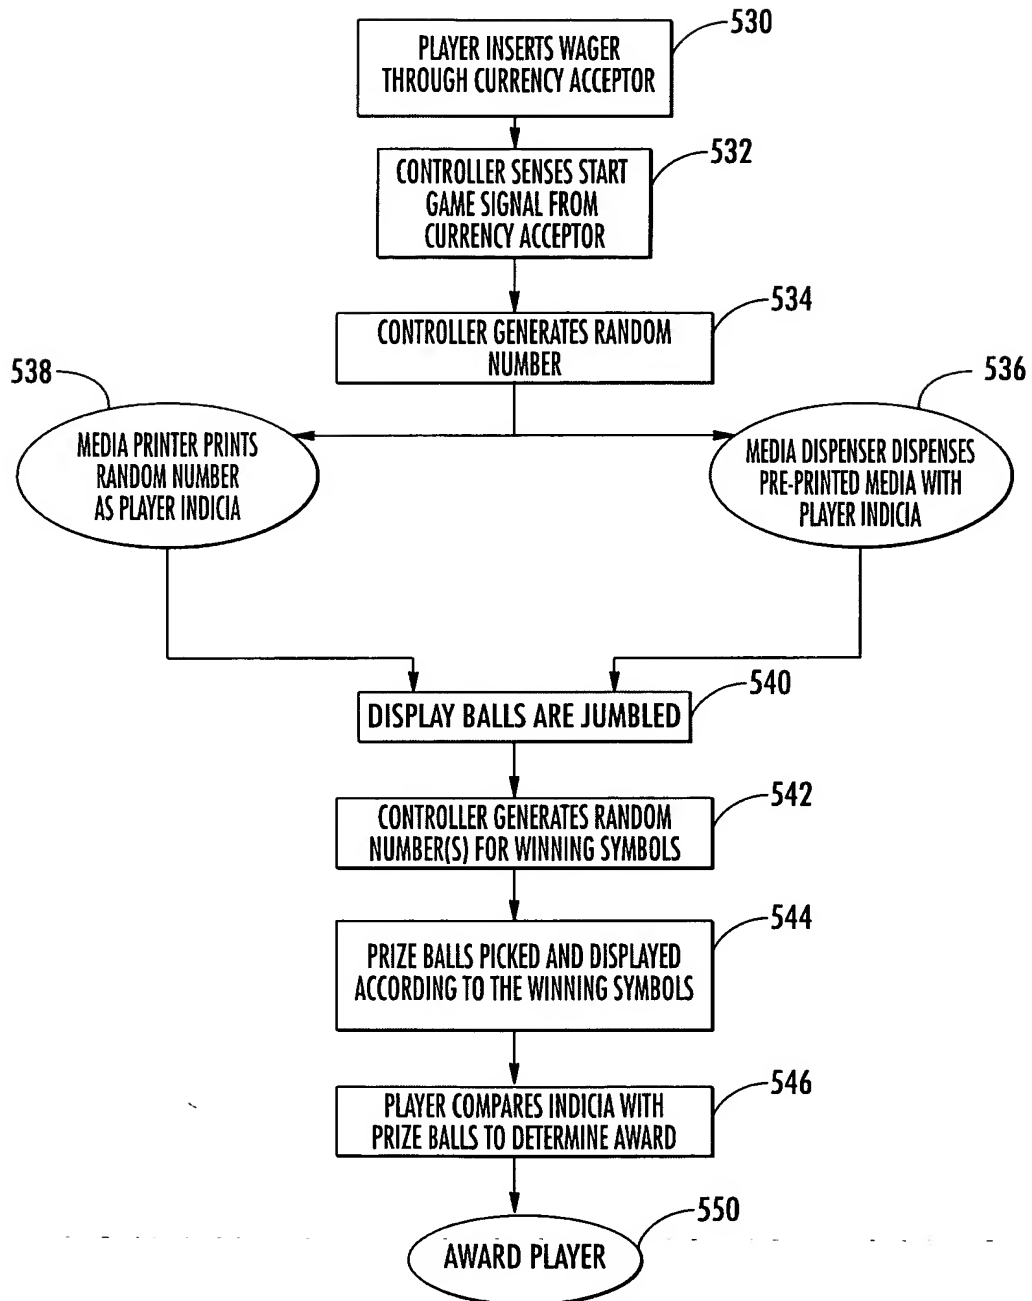 530
PLAYER INSERTS WAGER
THROUGH CURRENCY ACCEPTOR
532
CONTROLLER SENSES START
GAME SIGNAL FROM
CURRENCY ACCEPTOR
534
CONTROLLER GENERATES RANDOM
NUMBER
538
MEDIA PRINTER PRINTS
RANDOM NUMBER
AS PLAYER INDICIA
536
MEDIA DISPENSER DISPENSES
PRE-PRINTED MEDIA WITH
PLAYER INDICIA
540
DISPLAY BALLS ARE JUMBLED
542
CONTROLLER GENERATES RANDOM
NUMBER(S) FOR WINNING SYMBOLS
544
PRIZE BALLS PICKED AND DISPLAYED
ACCORDING TO THE WINNING SYMBOLS
546
PLAYER COMPARES INDICIA WITH
PRIZE BALLS TO DETERMINE AWARD
550
AWARD PLAYER